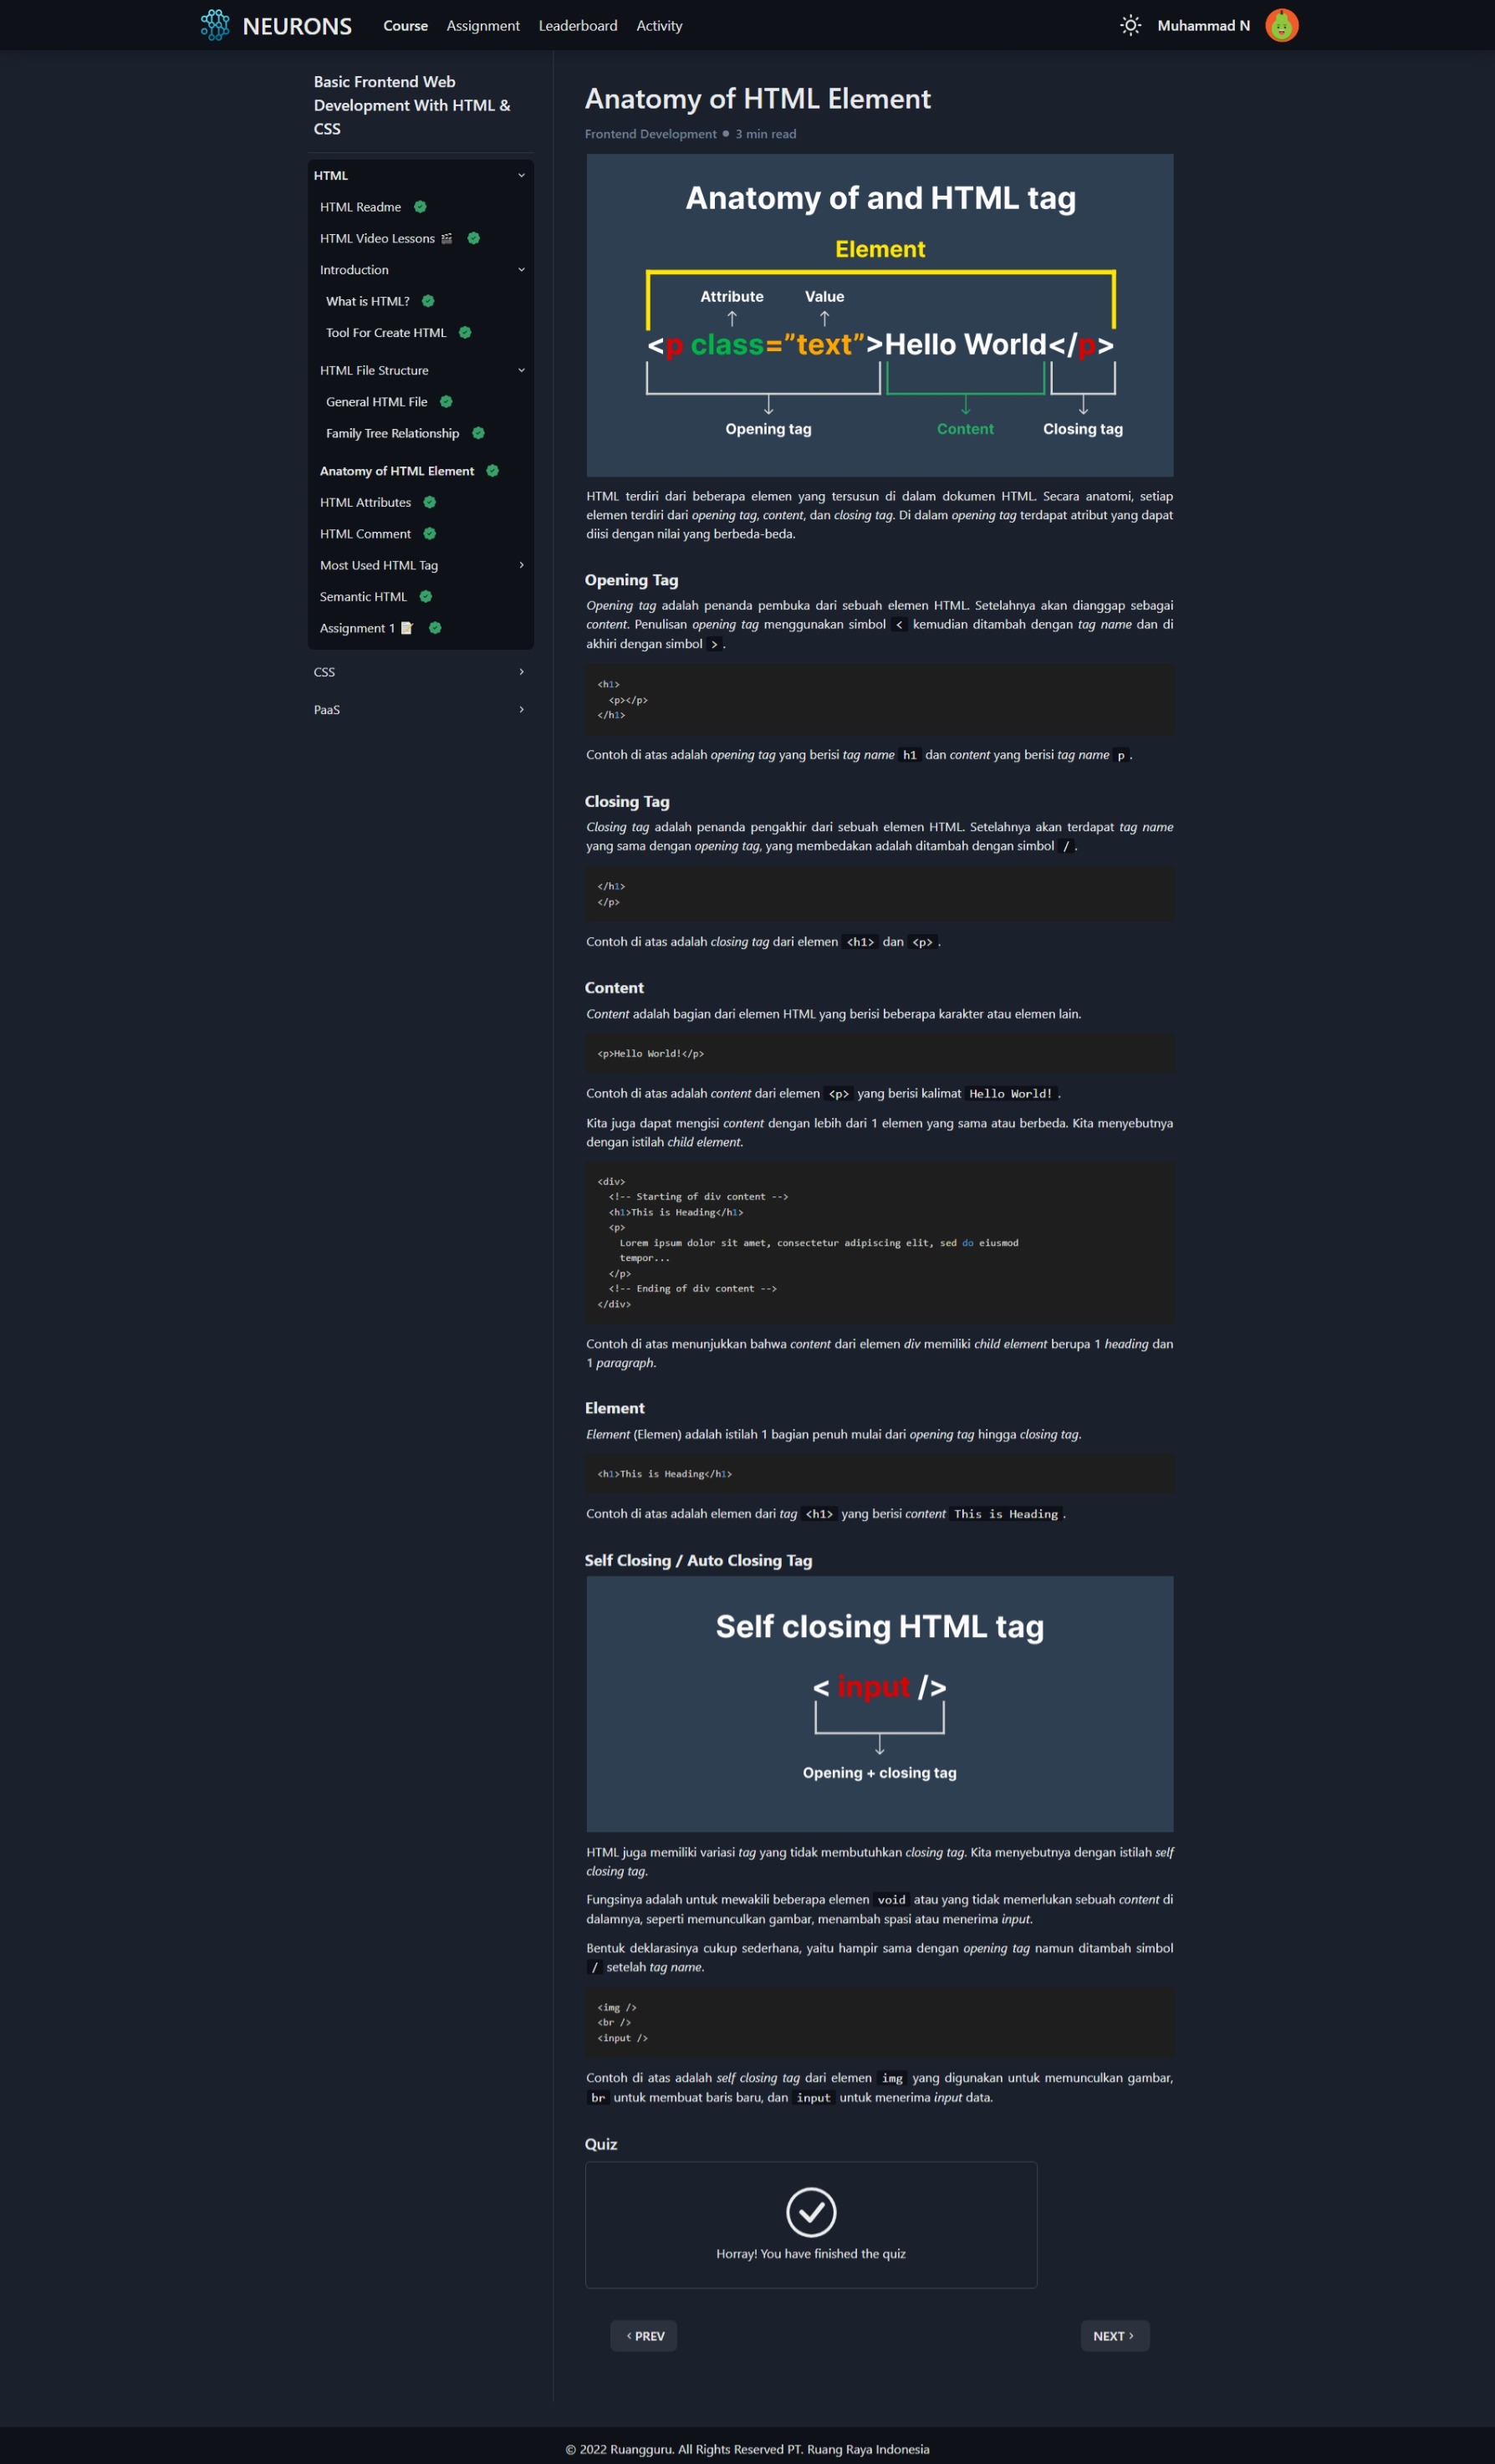 NEURONS
Course Assignment Leaderboard Activity
Muhammad N
Basic Frontend Web
Development With HTML &
CSS
HTML
HTML Readme
HTML Video Lessons 🎬
Introduction
What is HTML?
Tool For Create HTML
HTML File Structure
General HTML File
Family Tree Relationship
Anatomy of HTML Element
HTML Attributes
HTML Comment
Most Used HTML Tag
Semantic HTML
Assignment 1 📝
CSS
PaaS
Anatomy of HTML Element
Frontend Development • 3 min read
Anatomy of and HTML tag
Element
Attribute Value
<p class=”text”>Hello World</p>
Opening tag Content Closing tag
HTML terdiri dari beberapa elemen yang tersusun di dalam dokumen HTML. Secara anatomi, setiap
elemen terdiri dari opening tag, content, dan closing tag. Di dalam opening tag terdapat atribut yang dapat
diisi dengan nilai yang berbeda-beda.
Opening Tag
Opening tag adalah penanda pembuka dari sebuah elemen HTML. Setelahnya akan dianggap sebagai
content. Penulisan opening tag menggunakan simbol < kemudian ditambah dengan tag name dan di
akhiri dengan simbol > .
<h1>
<p></p>
</h1>
Contoh di atas adalah opening tag yang berisi tag name h1 dan content yang berisi tag name p .
Closing Tag
Closing tag adalah penanda pengakhir dari sebuah elemen HTML. Setelahnya akan terdapat tag name
yang sama dengan opening tag, yang membedakan adalah ditambah dengan simbol / .
</h1>
</p>
Contoh di atas adalah closing tag dari elemen <h1> dan <p> .
Content
Content adalah bagian dari elemen HTML yang berisi beberapa karakter atau elemen lain.
<p>Hello World!</p>
Contoh di atas adalah content dari elemen <p> yang berisi kalimat Hello World! .
Kita juga dapat mengisi content dengan lebih dari 1 elemen yang sama atau berbeda. Kita menyebutnya
dengan istilah child element.
<div>
<!-- Starting of div content -->
<h1>This is Heading</h1>
<p>
Lorem ipsum dolor sit amet, consectetur adipiscing elit, sed do eiusmod
tempor...
</p>
<!-- Ending of div content -->
</div>
Contoh di atas menunjukkan bahwa content dari elemen div memiliki child element berupa 1 heading dan
1 paragraph.
Element
Element (Elemen) adalah istilah 1 bagian penuh mulai dari opening tag hingga closing tag.
<h1>This is Heading</h1>
Contoh di atas adalah elemen dari tag <h1> yang berisi content This is Heading .
Self Closing / Auto Closing Tag
Self closing HTML tag
< input />
Opening + closing tag
HTML juga memiliki variasi tag yang tidak membutuhkan closing tag. Kita menyebutnya dengan istilah self
closing tag.
Fungsinya adalah untuk mewakili beberapa elemen void atau yang tidak memerlukan sebuah content di
dalamnya, seperti memunculkan gambar, menambah spasi atau menerima input.
Bentuk deklarasinya cukup sederhana, yaitu hampir sama dengan opening tag namun ditambah simbol
/ setelah tag name.
<img />
<br />
<input />
Contoh di atas adalah self closing tag dari elemen img yang digunakan untuk memunculkan gambar,
br untuk membuat baris baru, dan input untuk menerima input data.
Quiz
Horray! You have finished the quiz
‹ PREV
NEXT ›
© 2022 Ruangguru. All Rights Reserved PT. Ruang Raya Indonesia